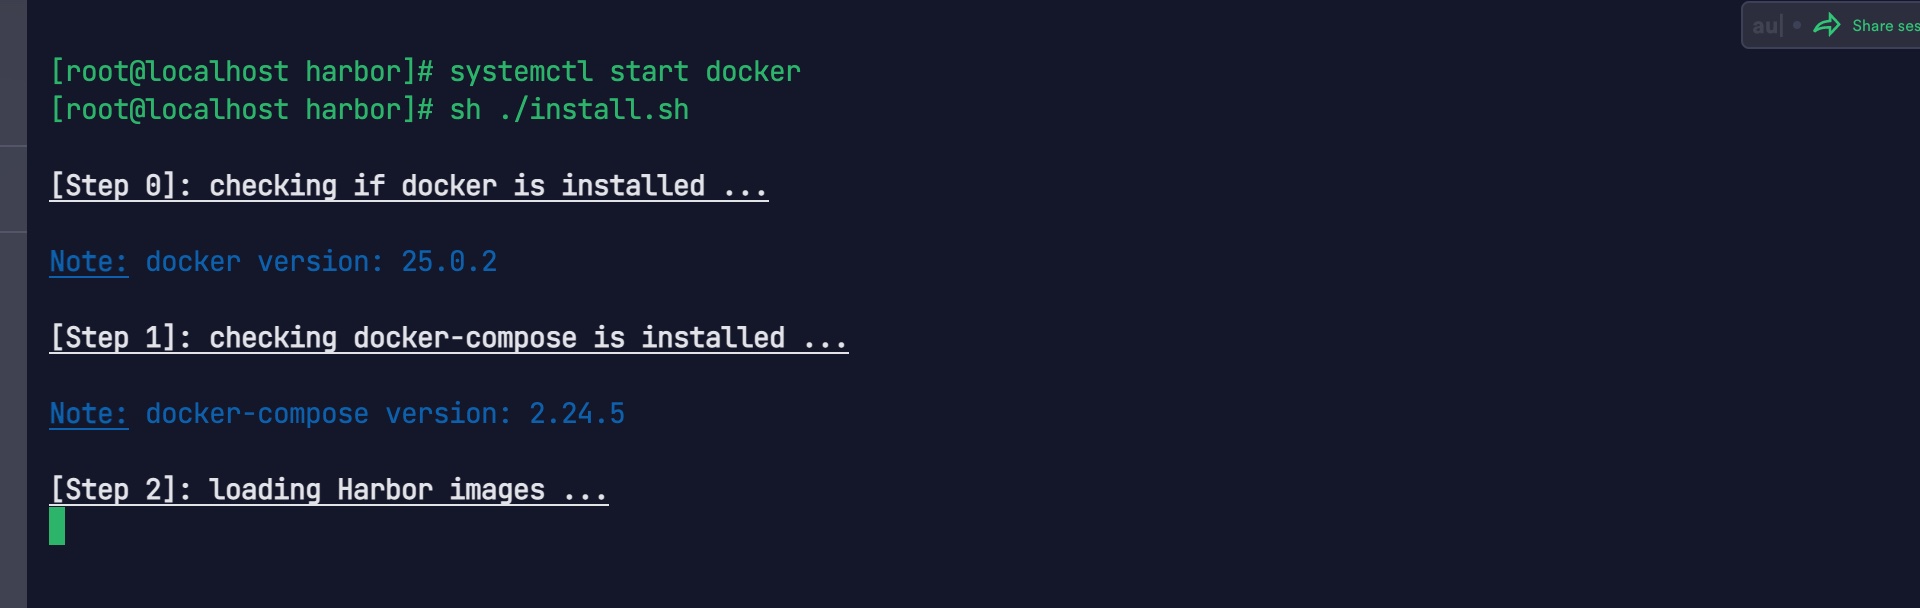 au| • Share ses
[root@localhost harbor]# systemctl start docker
[root@localhost harbor]# sh ./install.sh
[Step 0]: checking if docker is installed ...
Note: docker version: 25.0.2
[Step 1]: checking docker-compose is installed ...
Note: docker-compose version: 2.24.5
[Step 2]: loading Harbor images ...